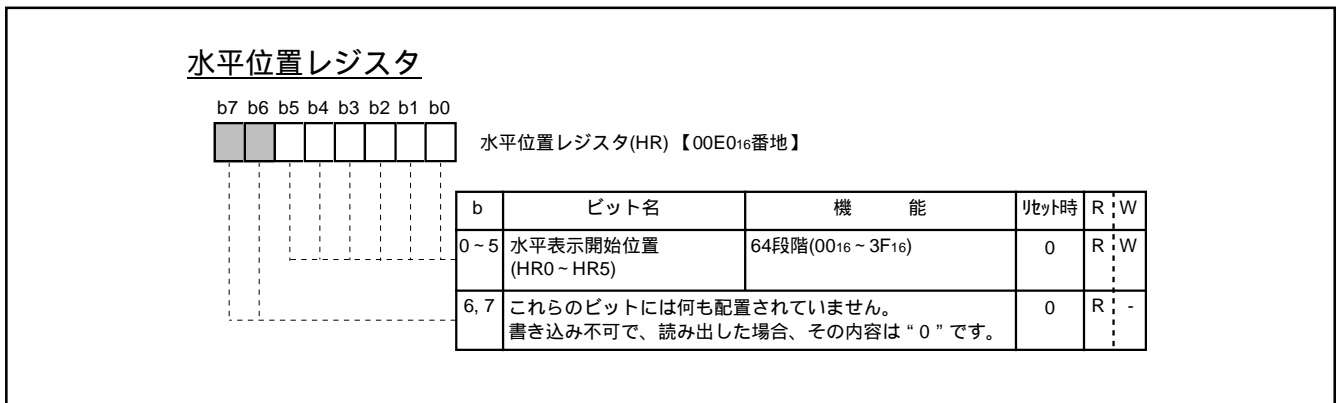 水平位置レジスタ
b7 b6 b5 b4 b3 b2 b1 b0
水平位置レジスタ(HR)【00E016番地】
b ビット名 機 能 リセット時 R W
0~5 水平表示開始位置 64段階(0016~3F16) 0 R W
(HR0~HR5)
6, 7 これらのビットには何も配置されていません。 0 R -
書き込み不可で、読み出した場合、その内容は“0”です。